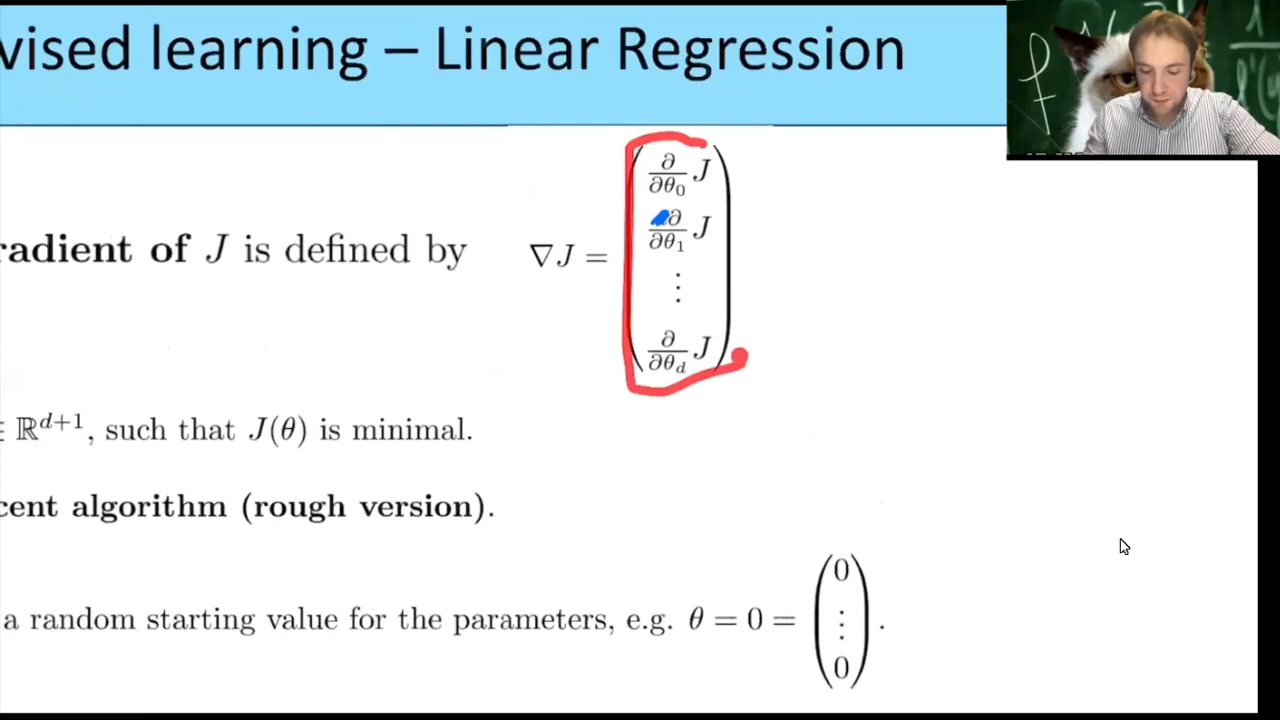 vised learning – Linear Regression
radient of J is defined by ∇J = ( ∂/∂θ₀ J
∂/∂θ₁ J
⋮
∂/∂θ_d J )
ℝ^{d+1}, such that J(θ) is minimal.
cent algorithm (rough version).
a random starting value for the parameters, e.g. θ = 0 = ( 0
⋮
0 ) .